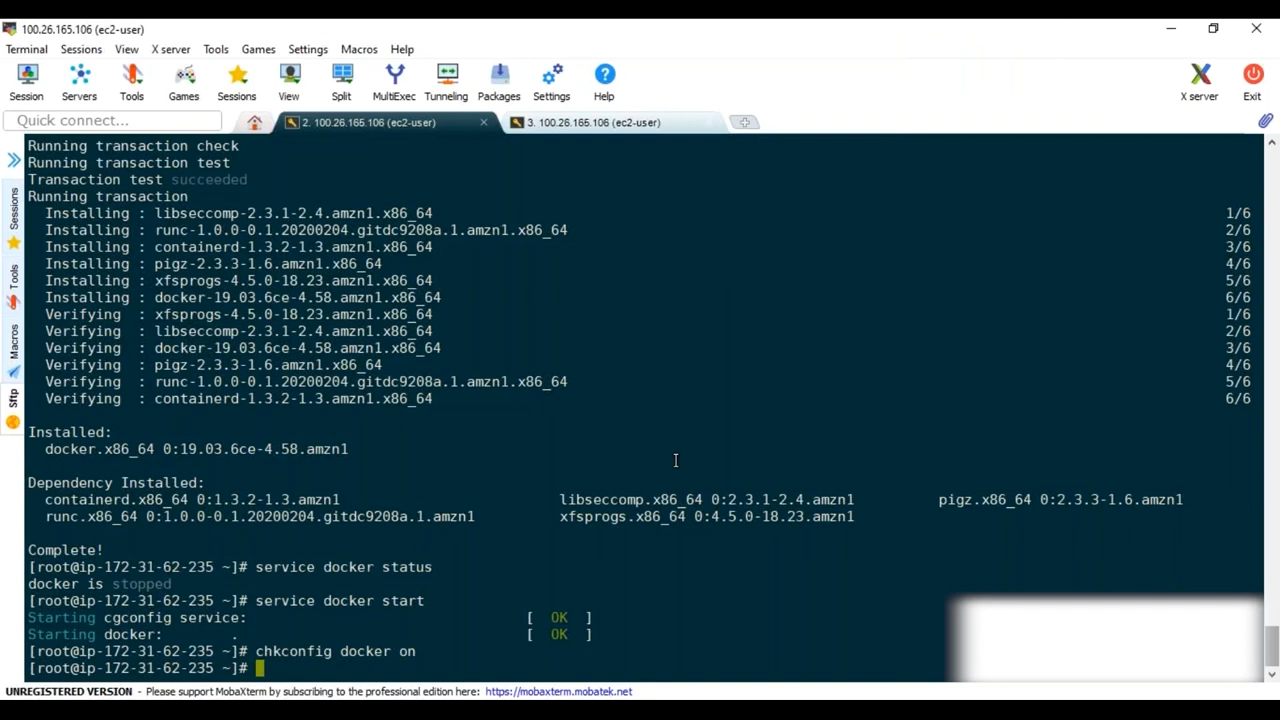 100.26.165.106 (ec2-user)
Terminal Sessions View X server Tools Games Settings Macros Help
Session Servers Tools Games Sessions View Split MultiExec Tunneling Packages Settings Help X server Exit
Quick connect... 2. 100.26.165.106 (ec2-user) 3. 100.26.165.106 (ec2-user)
Sessions
Tools
Macros
Sftp
Running transaction check
Running transaction test
Transaction test succeeded
Running transaction
Installing : libseccomp-2.3.1-2.4.amzn1.x86_64 1/6
Installing : runc-1.0.0-0.1.20200204.gitdc9208a.1.amzn1.x86_64 2/6
Installing : containerd-1.3.2-1.3.amzn1.x86_64 3/6
Installing : pigz-2.3.3-1.6.amzn1.x86_64 4/6
Installing : xfsprogs-4.5.0-18.23.amzn1.x86_64 5/6
Installing : docker-19.03.6ce-4.58.amzn1.x86_64 6/6
Verifying : xfsprogs-4.5.0-18.23.amzn1.x86_64 1/6
Verifying : libseccomp-2.3.1-2.4.amzn1.x86_64 2/6
Verifying : docker-19.03.6ce-4.58.amzn1.x86_64 3/6
Verifying : pigz-2.3.3-1.6.amzn1.x86_64 4/6
Verifying : runc-1.0.0-0.1.20200204.gitdc9208a.1.amzn1.x86_64 5/6
Verifying : containerd-1.3.2-1.3.amzn1.x86_64 6/6
Installed:
docker.x86_64 0:19.03.6ce-4.58.amzn1
Dependency Installed:
containerd.x86_64 0:1.3.2-1.3.amzn1 libseccomp.x86_64 0:2.3.1-2.4.amzn1 pigz.x86_64 0:2.3.3-1.6.amzn1
runc.x86_64 0:1.0.0-0.1.20200204.gitdc9208a.1.amzn1 xfsprogs.x86_64 0:4.5.0-18.23.amzn1
Complete!
[root@ip-172-31-62-235 ~]# service docker status
docker is stopped
[root@ip-172-31-62-235 ~]# service docker start
Starting cgconfig service: [ OK ]
Starting docker: . [ OK ]
[root@ip-172-31-62-235 ~]# chkconfig docker on
[root@ip-172-31-62-235 ~]#
UNREGISTERED VERSION - Please support MobaXterm by subscribing to the professional edition here: https://mobaxterm.mobatek.net